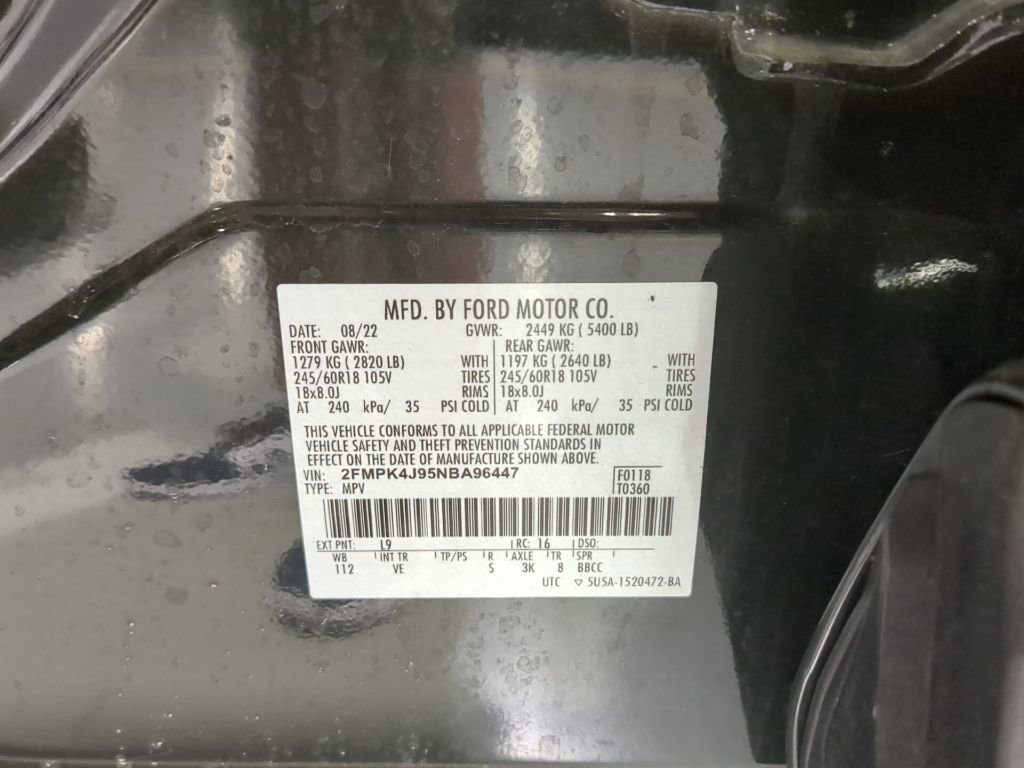 MFD. BY FORD MOTOR CO.
DATE: 08/22 GVWR: 2449 KG ( 5400 LB)
FRONT GAWR: REAR GAWR:
1279 KG ( 2820 LB) WITH 1197 KG ( 2640 LB) WITH
245/60R18 105V TIRES 245/60R18 105V TIRES
18x8.0J RIMS 18x8.0J RIMS
AT 240 kPa/ 35 PSI COLD AT 240 kPa/ 35 PSI COLD
THIS VEHICLE CONFORMS TO ALL APPLICABLE FEDERAL MOTOR
VEHICLE SAFETY AND THEFT PREVENTION STANDARDS IN
EFFECT ON THE DATE OF MANUFACTURE SHOWN ABOVE.
VIN: 2FMPK4J95NBA96447 F0118
TYPE: MPV T0360
EXT PNT: L9 RC: 16 DSO:
WB INT TR TP/PS R AXLE TR SPR
112 VE S 3K 8 BBCC
UTC ▽ 5U5A-1520472-BA